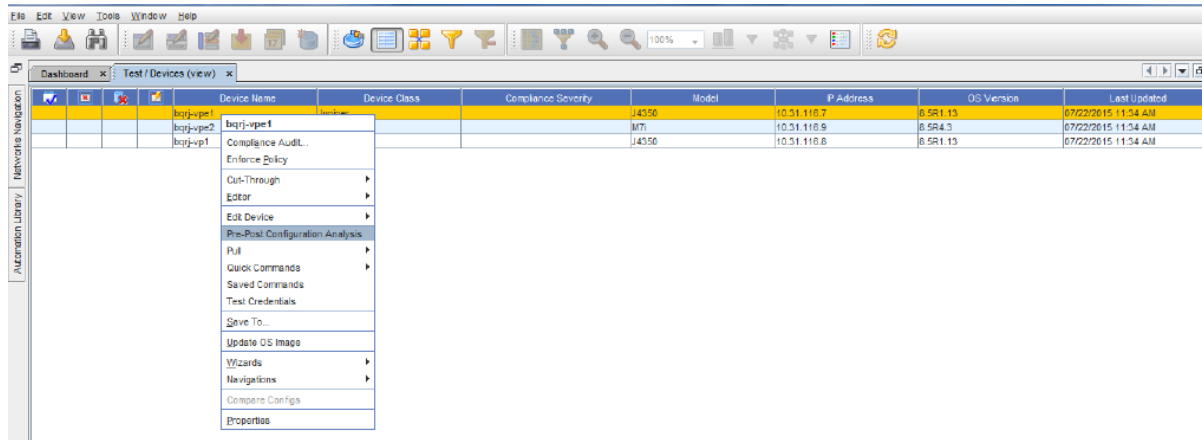 File Edit View Tools Window Help
17 100%
Dashboard x Test / Devices (view) x
Device Name Device Class Compliance Severity Model IP Address OS Version Last Updated
bqrj-vpe1 Juniper J4350 10.31.116.7 8.5R1.13 07/22/2015 11:34 AM
bqrj-vpe2 M7i 10.31.116.9 8.5R4.3 07/22/2015 11:34 AM
bqrj-vp1 J4350 10.31.116.8 8.5R1.13 07/22/2015 11:34 AM
bqrj-vpe1
Compliance Audit...
Enforce Policy
Cut-Through
Editor
Edit Device
Pre-Post Configuration Analysis
Pull
Quick Commands
Saved Commands
Test Credentials
Save To...
Update OS Image
Wizards
Navigations
Compare Configs
Properties
Networks Navigation
Automation Library